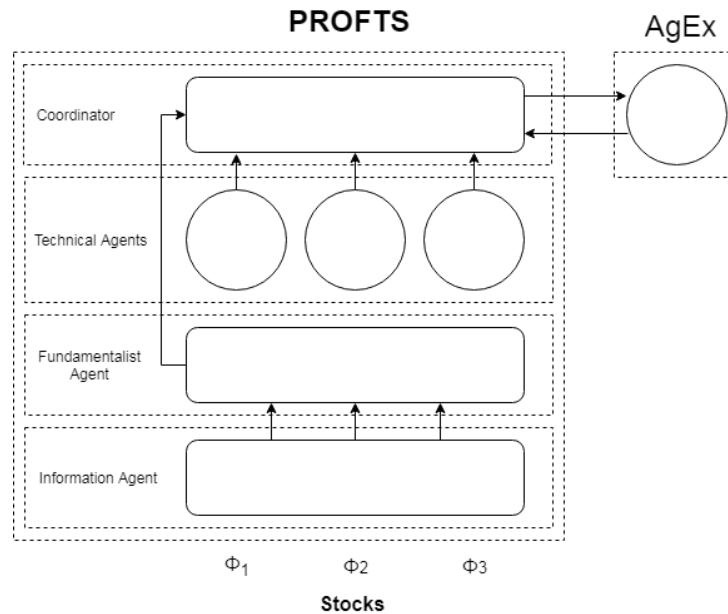 PROFTS
AgEx
Coordinator
Technical Agents
Fundamentalist
Agent
Information Agent
Φ1 Φ2 Φ3
Stocks